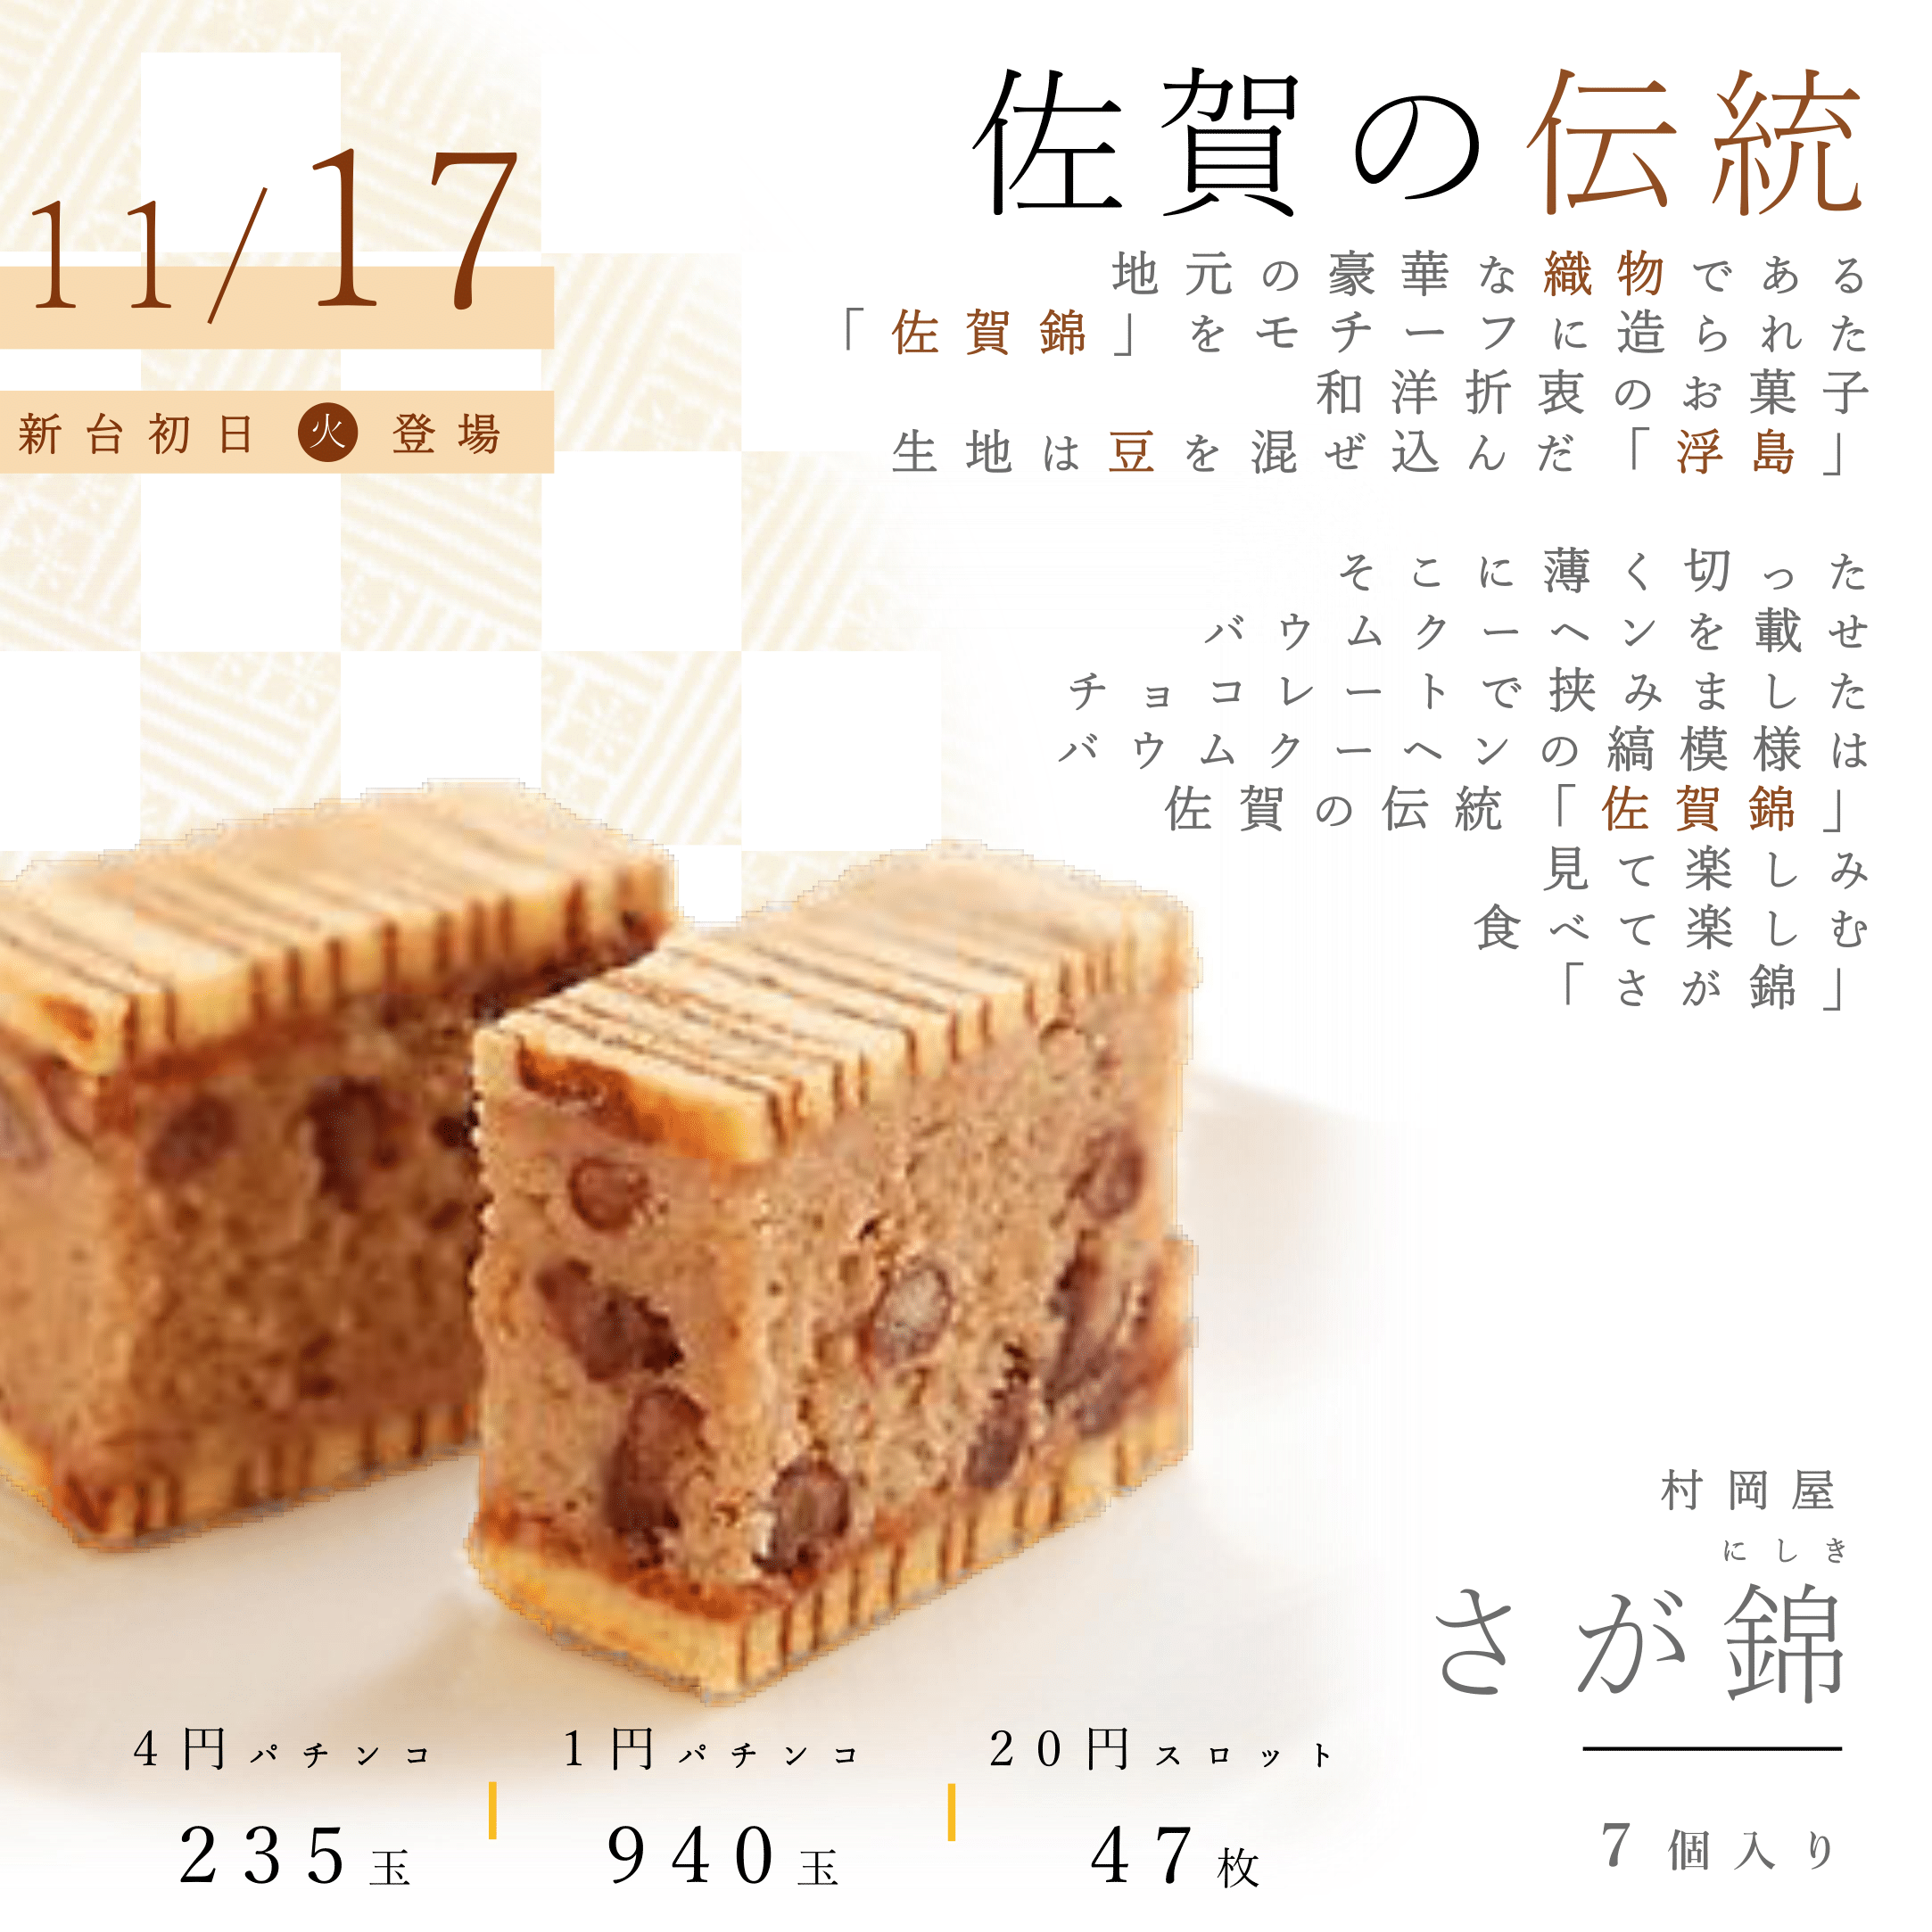 佐賀の伝統
11/17
新台初日 火 登場
地元の豪華な織物である
「佐賀錦」をモチーフに造られた
和洋折衷のお菓子
生地は豆を混ぜ込んだ「浮島」
そこに薄く切った
バウムクーヘンを載せ
チョコレートで挟みました
バウムクーヘンの縞模様は
佐賀の伝統「佐賀錦」
見て楽しみ
食べて楽しむ
「さが錦」
村岡屋
にしき
さが錦
7個入り
4円パチンコ
235玉
1円パチンコ
940玉
20円スロット
47枚